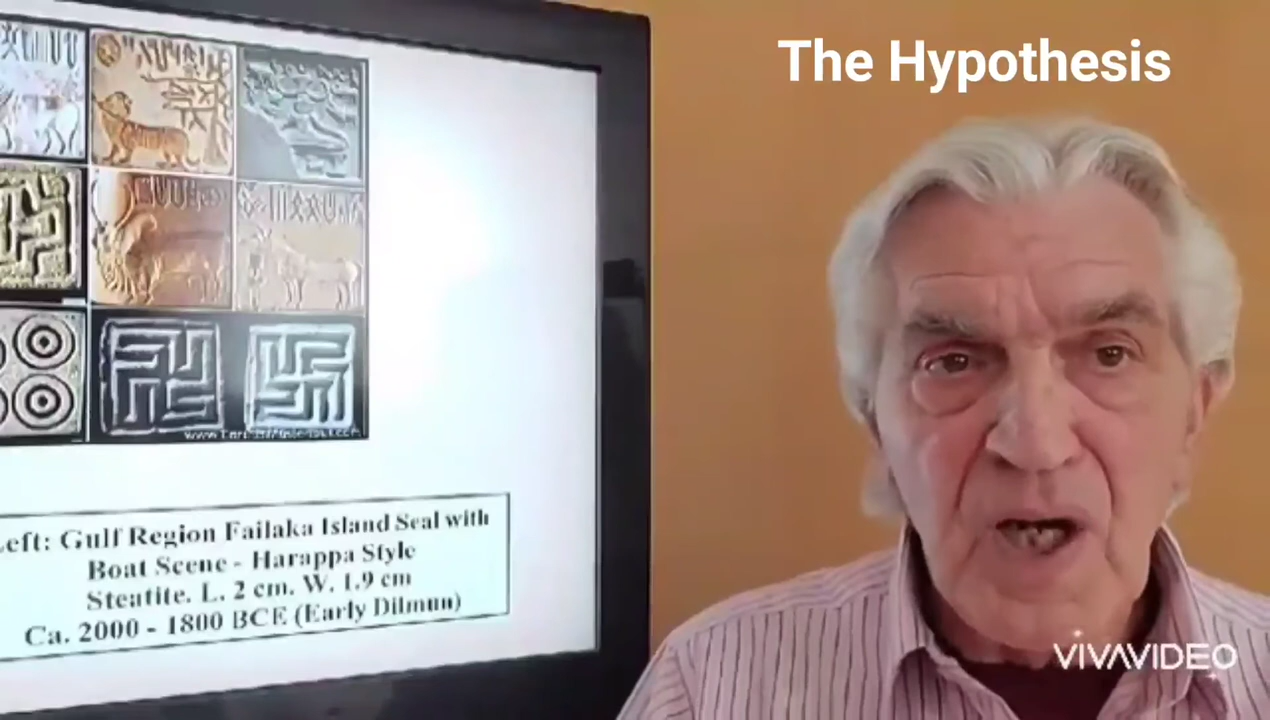 The Hypothesis
Left: Gulf Region Failaka Island Seal with
Boat Scene - Harappa Style
Steatite. L. 2 cm. W. 1.9 cm
Ca. 2000 - 1800 BCE (Early Dilmun)
VIVAVIDEO